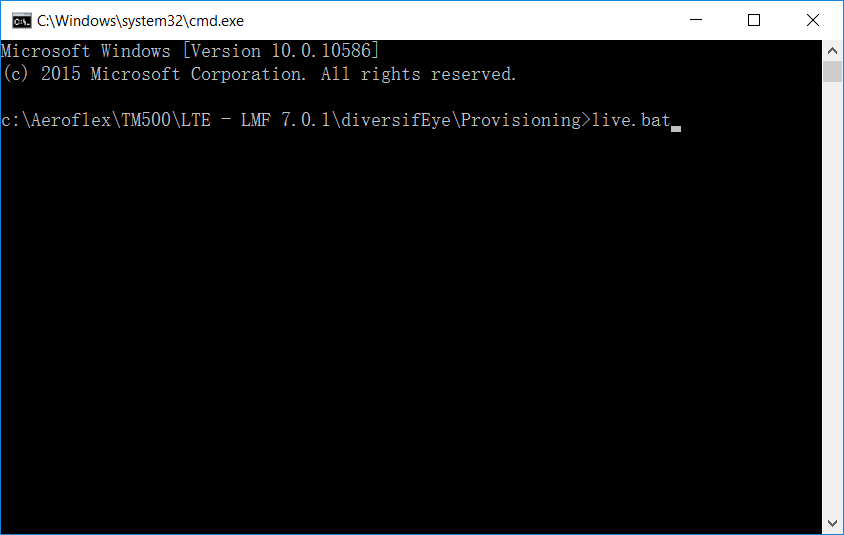 C:\Windows\system32\cmd.exe
Microsoft Windows [Version 10.0.10586]
(c) 2015 Microsoft Corporation. All rights reserved.
c:\Aeroflex\TM500\LTE - LMF 7.0.1\diversifEye\Provisioning>live.bat